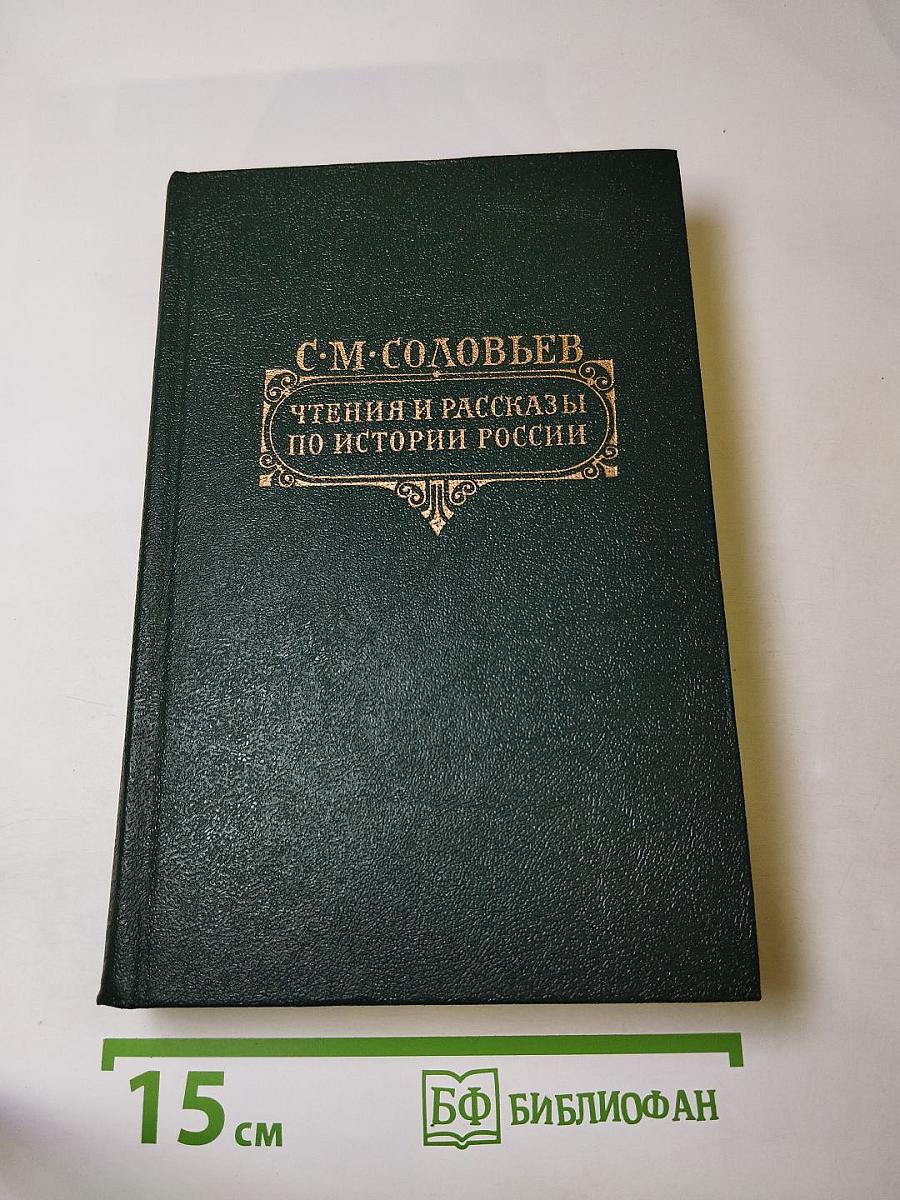 С·М·СОЛОВЬЕВ
ЧТЕНИЯ И РАССКАЗЫ
ПО ИСТОРИИ РОССИИ
15 см
БФ БИБЛИОФАН